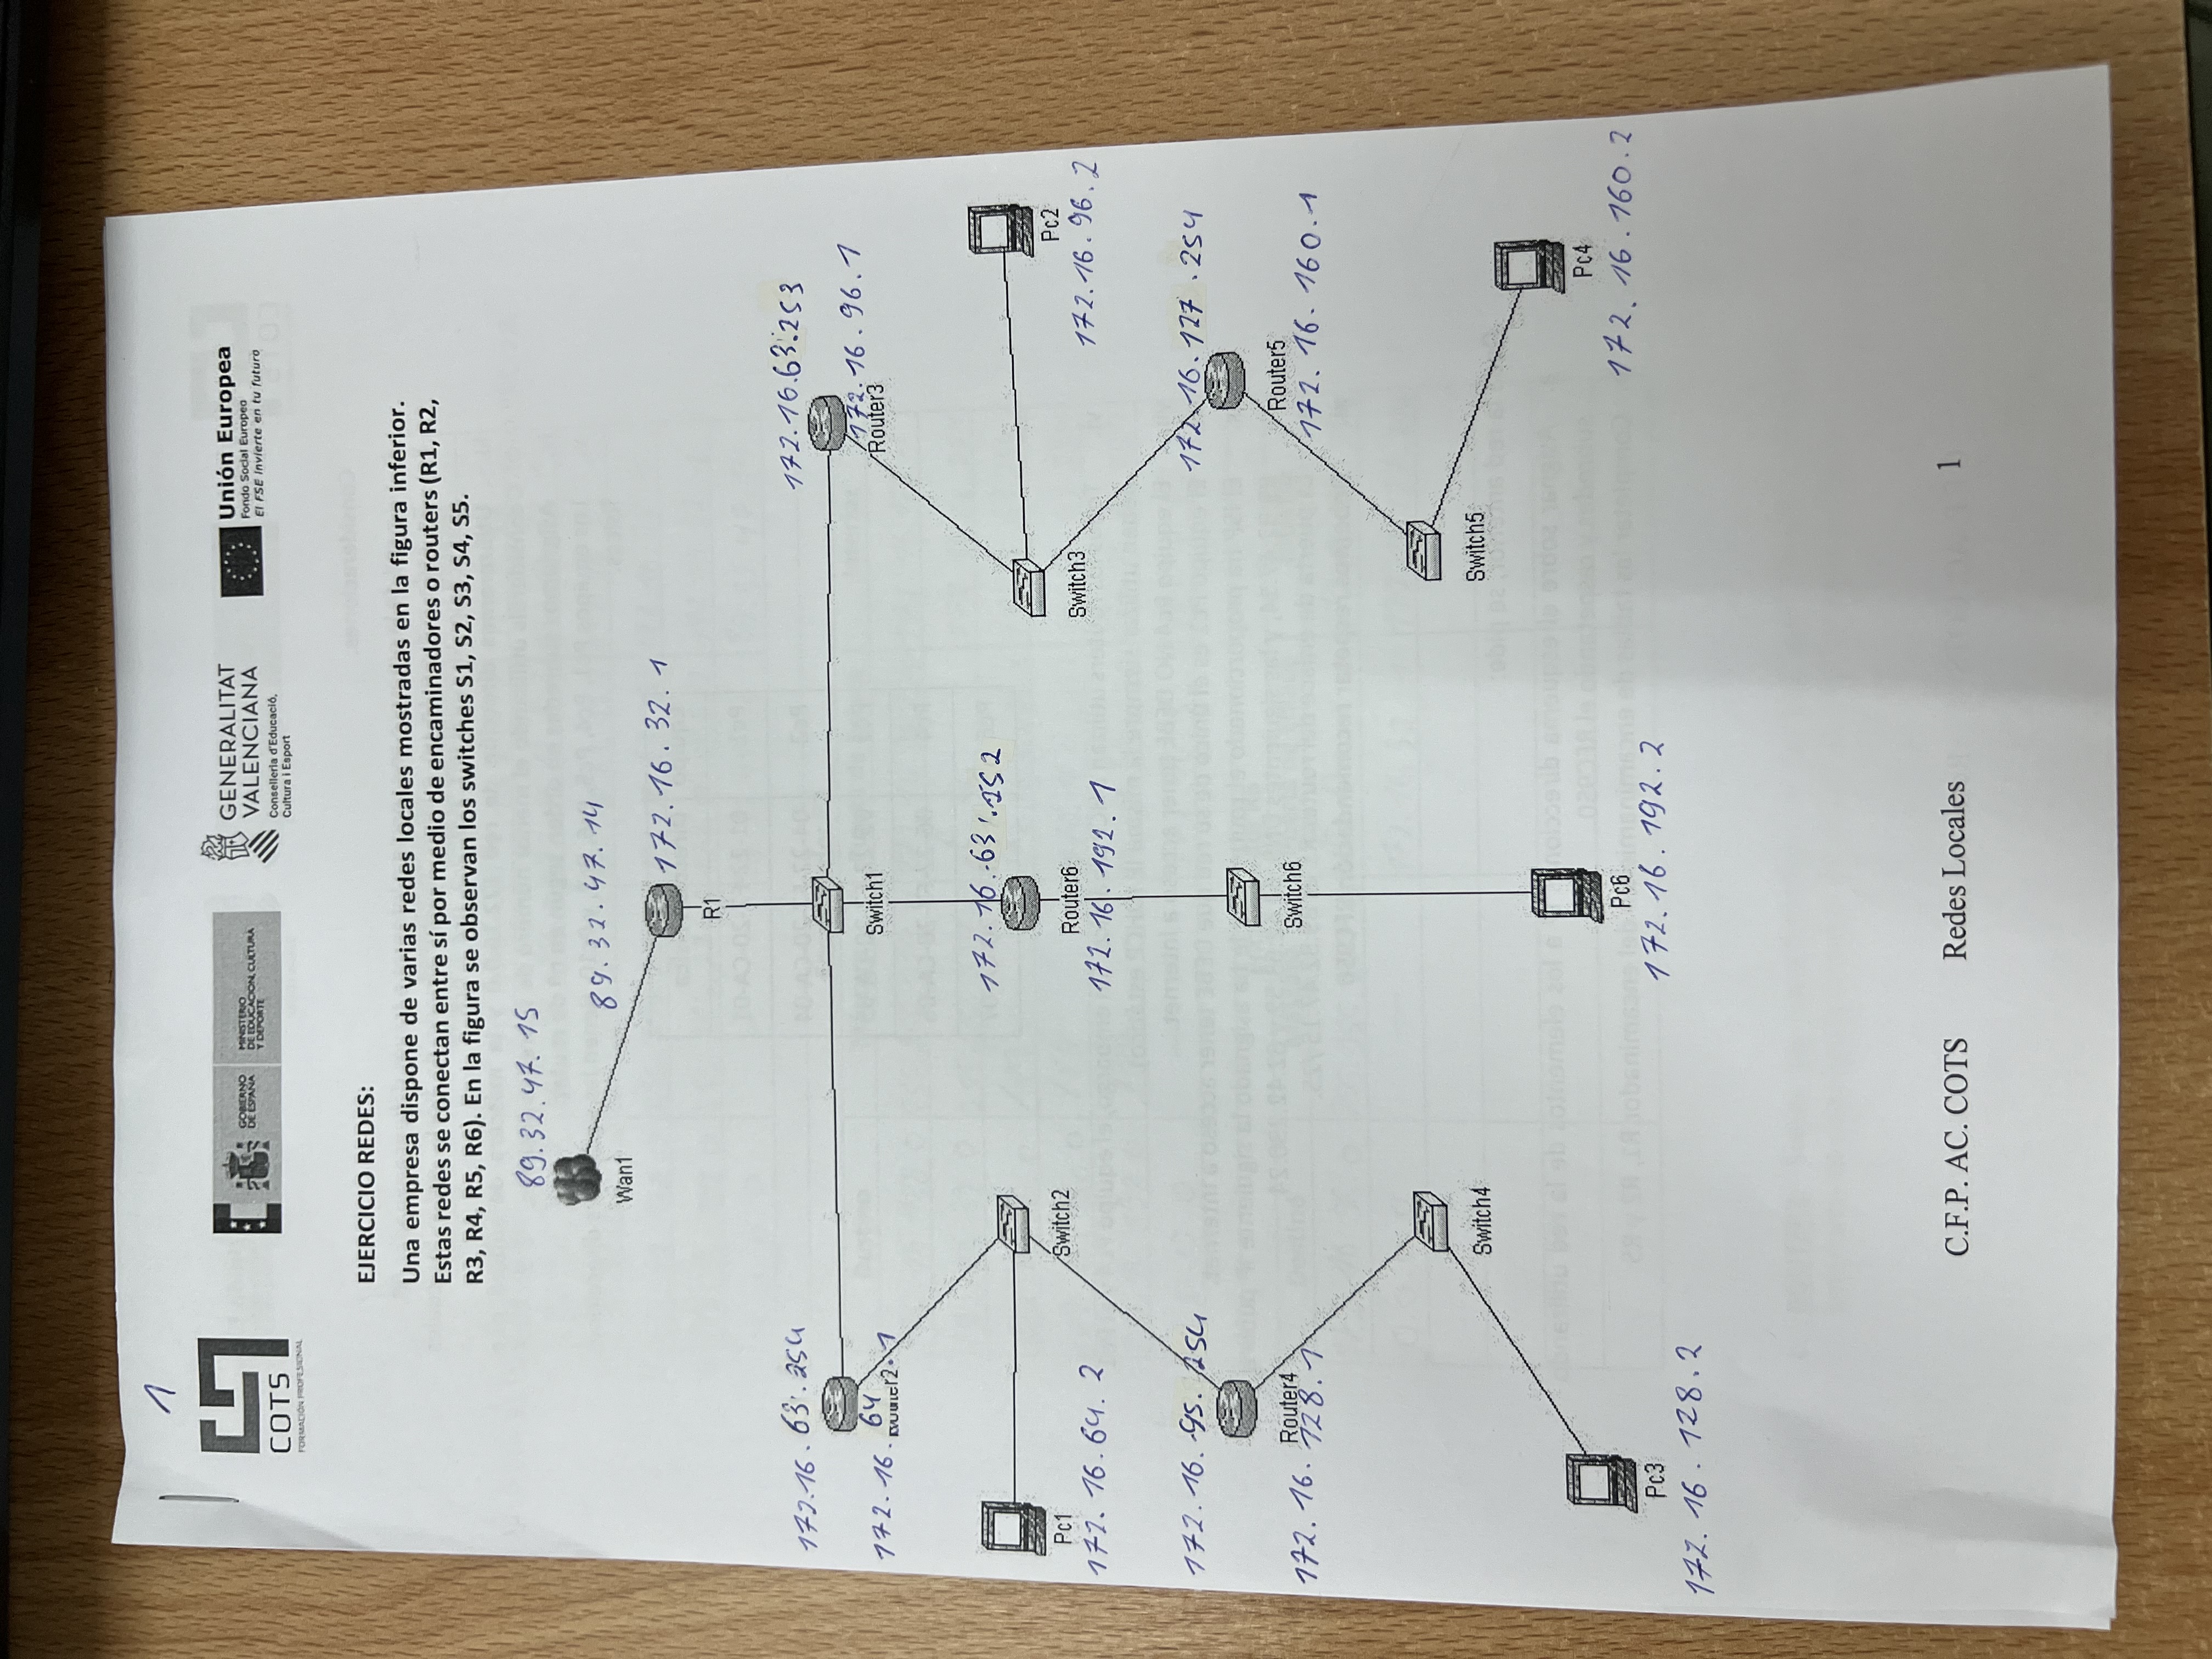 1
COTS
FORMACIÓN PROFESIONAL
GOBIERNO
DE ESPAÑA
MINISTERIO
DE EDUCACIÓN, CULTURA
Y DEPORTE
GENERALITAT
VALENCIANA
Conselleria d'Educació,
Cultura i Esport
Unión Europea
Fondo Social Europeo
El FSE invierte en tu futuro
EJERCICIO REDES:
Una empresa dispone de varias redes locales mostradas en la figura inferior.
Estas redes se conectan entre sí por medio de encaminadores o routers (R1, R2,
R3, R4, R5, R6). En la figura se observan los switches S1, S2, S3, S4, S5.
89.32.47.15
Wan1
89.32.47.14
172.16.32.1
R1
172.16.63.254
172.16.63.253
172.16.64.1
Router2
Switch1
172.16.96.1
Router3
Pc1
172.16.64.2
Switch2
172.16.63.252
Router6
172.16.192.1
Switch3
Pc2
172.16.96.2
172.16.95.254
Router4
172.16.128.1
Switch6
172.16.127.254
Router5
172.16.160.1
Switch4
Switch5
Pc3
172.16.128.2
Pc6
172.16.192.2
Pc4
172.16.160.2
C.F.P. AC. COTS Redes Locales 1